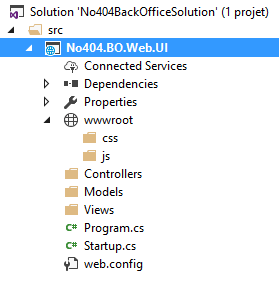 Solution 'No404BackOfficeSolution' (1 projet)
src
No404.BO.Web.UI
Connected Services
Dependencies
Properties
wwwroot
css
js
Controllers
Models
Views
Program.cs
Startup.cs
web.config